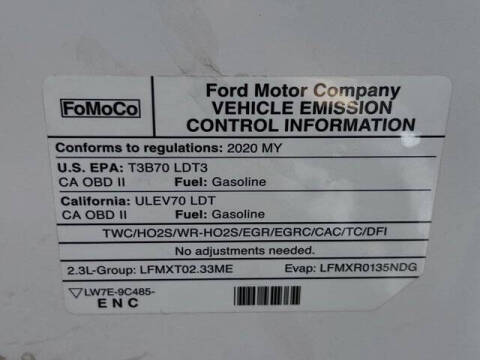 FoMoCo
Ford Motor Company
VEHICLE EMISSION
CONTROL INFORMATION
Conforms to regulations: 2020 MY
U.S. EPA: T3B70 LDT3
CA OBD II Fuel: Gasoline
California: ULEV70 LDT
CA OBD II Fuel: Gasoline
TWC/HO2S/WR-HO2S/EGR/EGRC/CAC/TC/DFI
No adjustments needed.
2.3L-Group: LFMXT02.33ME Evap: LFMXR0135NDG
LW7E-9C485-
E N C